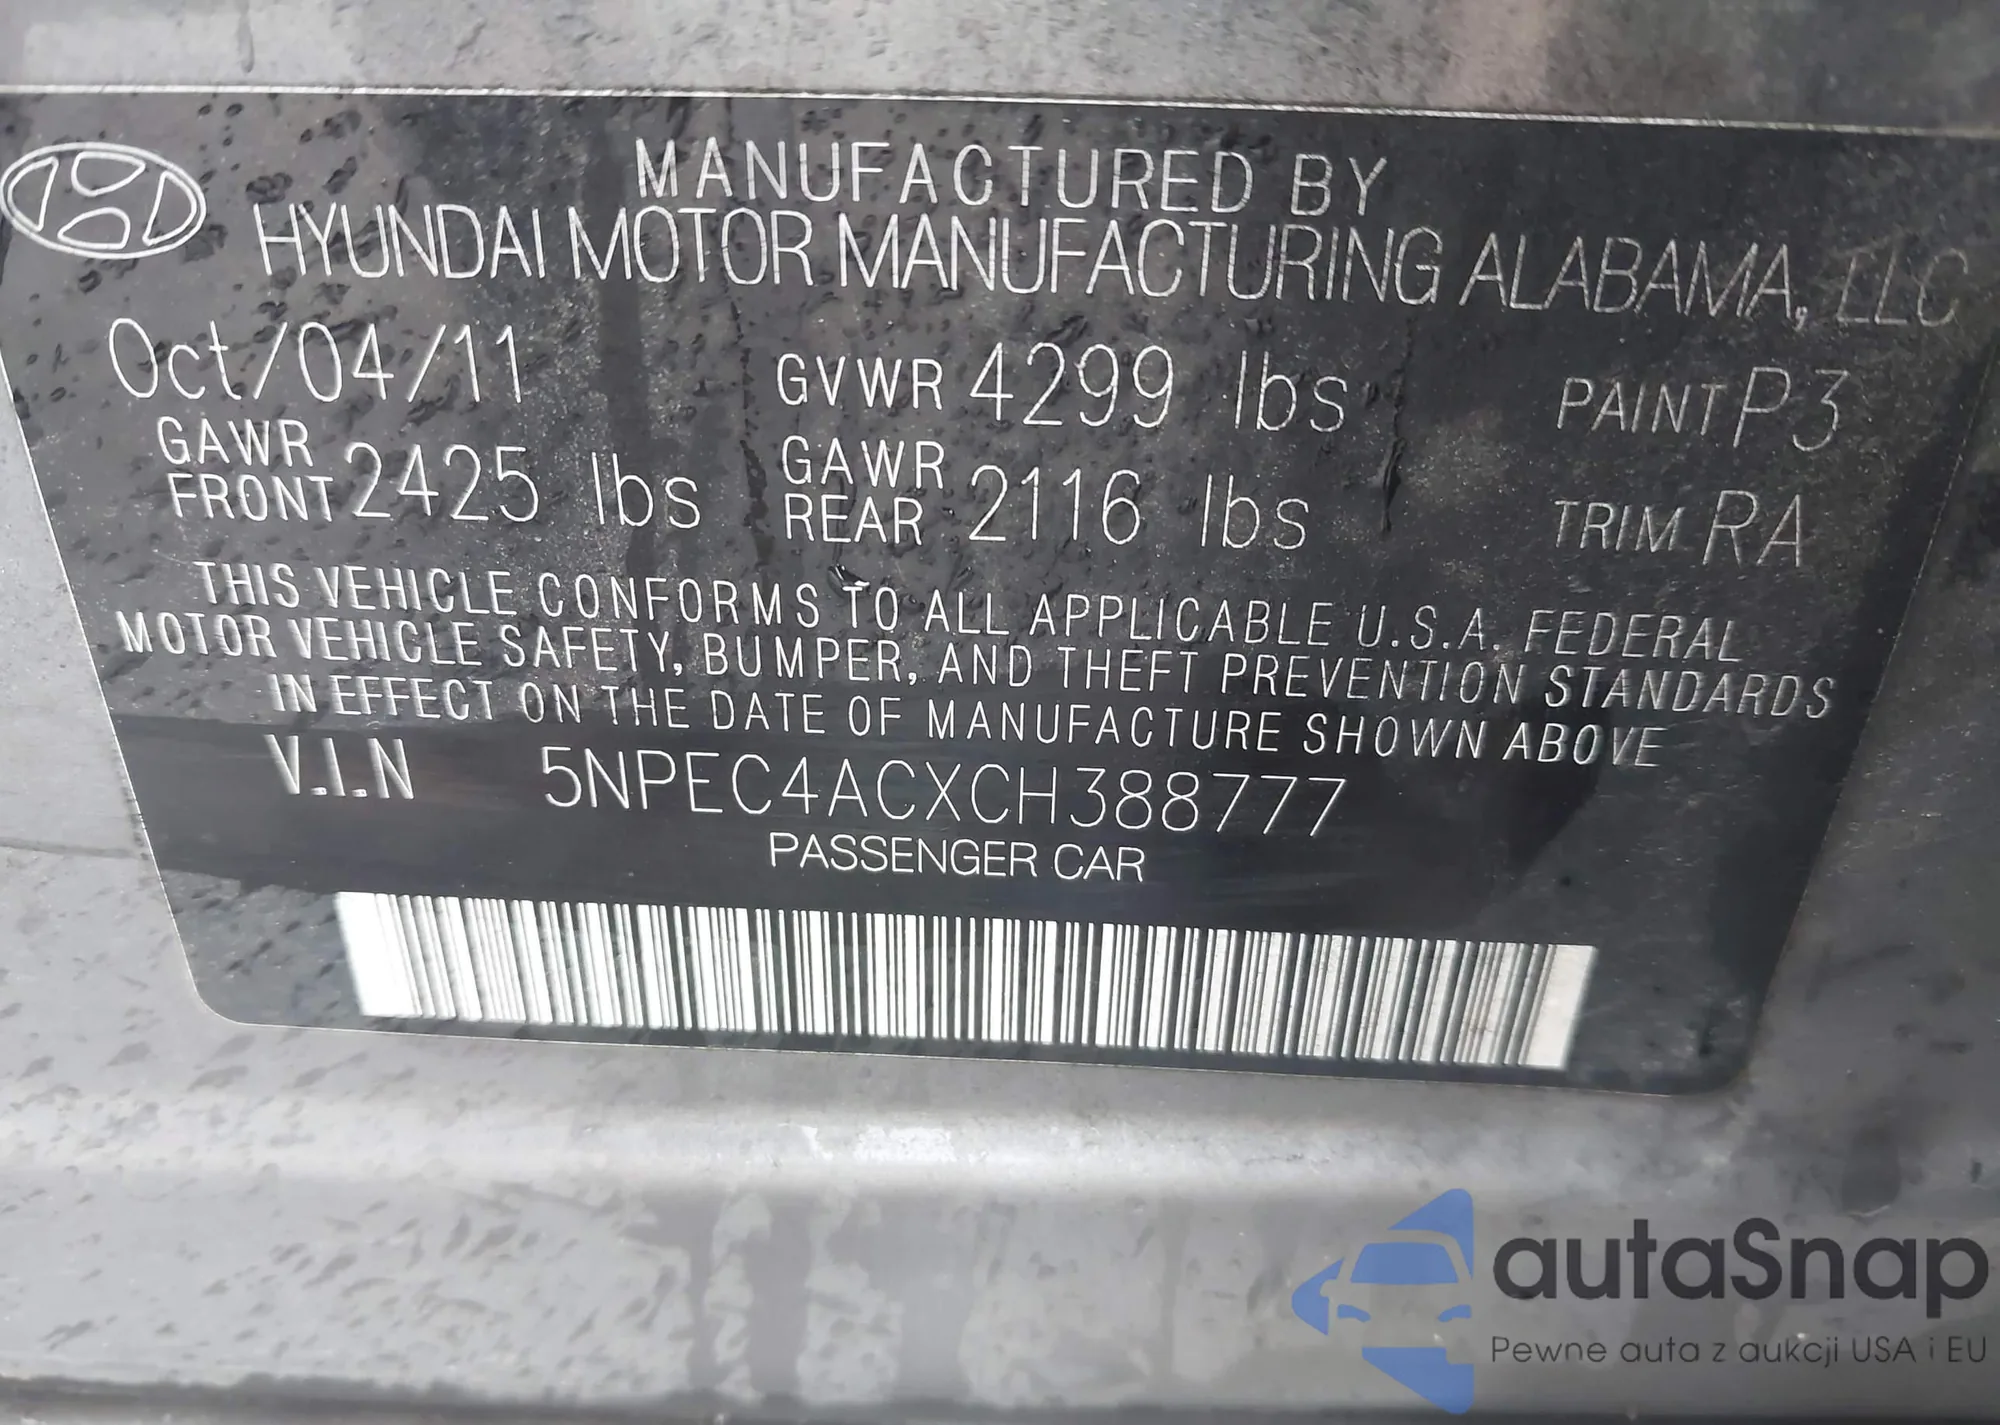 MANUFACTURED BY
HYUNDAI MOTOR MANUFACTURING ALABAMA, LLC
Oct/04/11 GVWR 4299 lbs PAINT P3
GAWR FRONT 2425 lbs GAWR REAR 2116 lbs TRIM RA
THIS VEHICLE CONFORMS TO ALL APPLICABLE U.S.A. FEDERAL
MOTOR VEHICLE SAFETY, BUMPER, AND THEFT PREVENTION STANDARDS
IN EFFECT ON THE DATE OF MANUFACTURE SHOWN ABOVE
V.I.N 5NPEC4ACXCH388777
PASSENGER CAR
autaSnap
Pewne auta z aukcji USA i EU